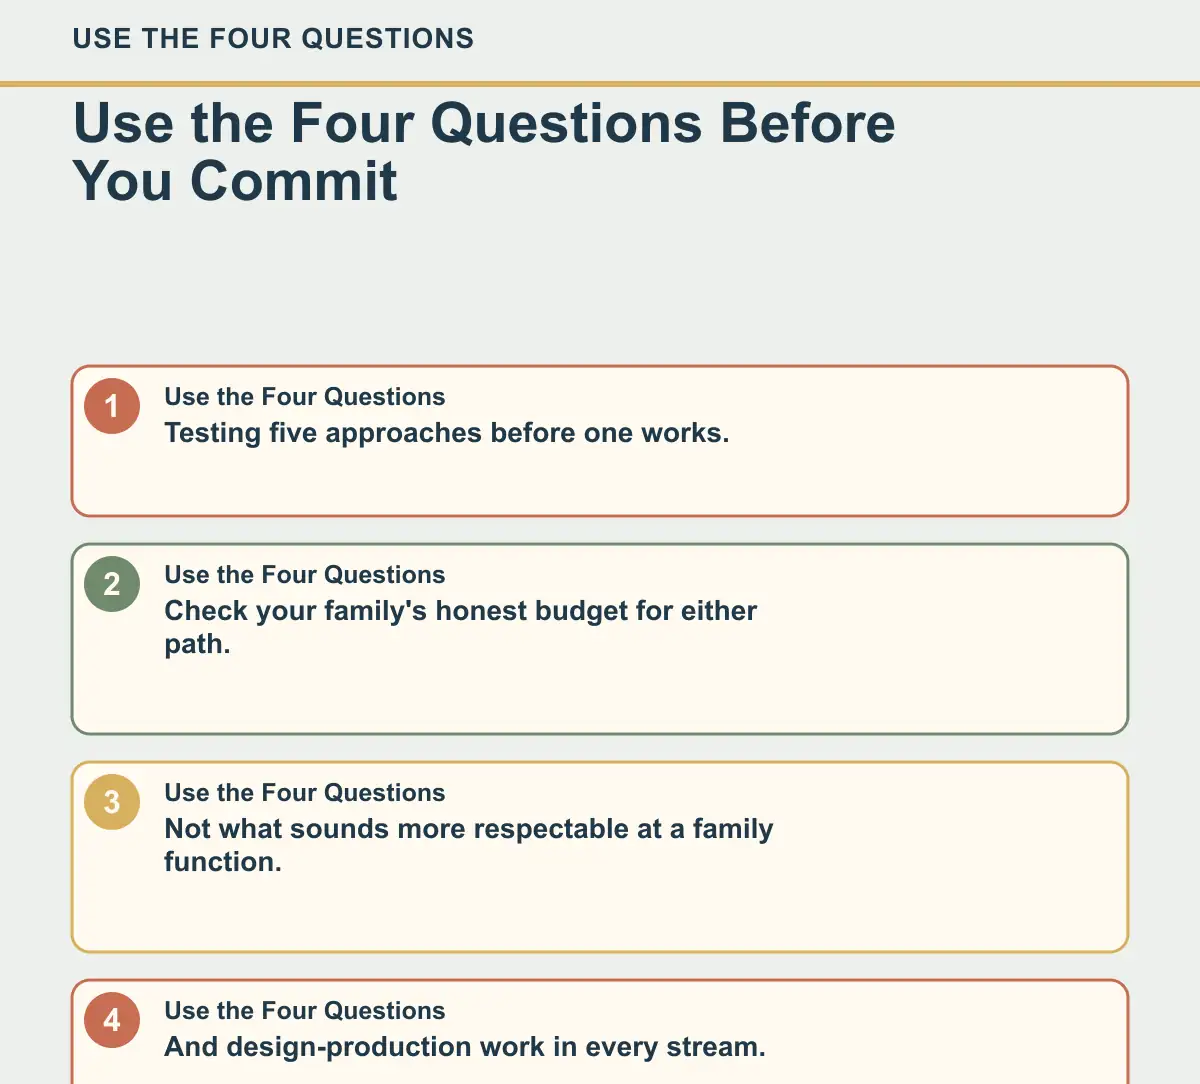 USE THE FOUR QUESTIONS
Use the Four Questions Before
You Commit
1
Use the Four Questions
Testing five approaches before one works.
2
Use the Four Questions
Check your family's honest budget for either
path.
3
Use the Four Questions
Not what sounds more respectable at a family
function.
4
Use the Four Questions
And design-production work in every stream.